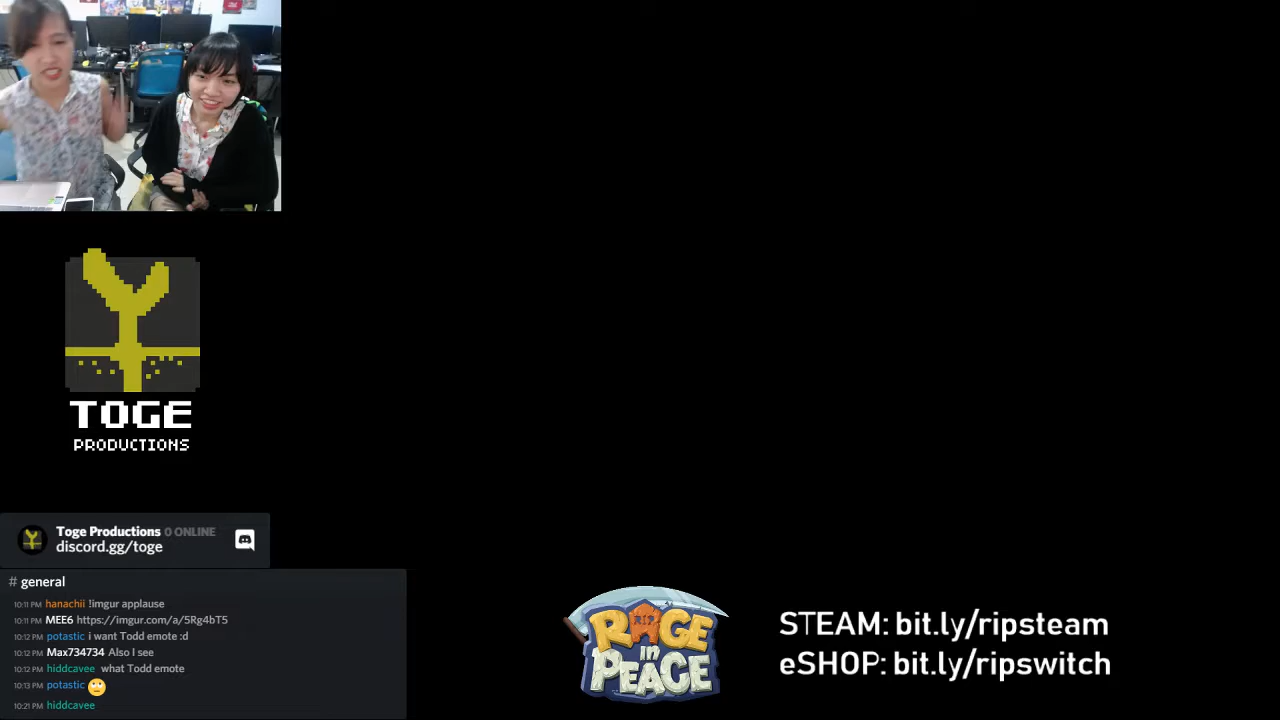 TOGE
PRODUCTIONS
Toge Productions 0 ONLINE
discord.gg/toge
# general
10:11 PM hanachii !imgur applause
10:11 PM MEE6 https://imgur.com/a/5Rg4bT5
10:12 PM potastic i want Todd emote :d
10:12 PM Max734734 Also I see
10:12 PM hiddcavee what Todd emote
10:13 PM potastic 🙄
10:21 PM hiddcavee
RAGE
RIP
in
PEACE
STEAM: bit.ly/ripsteam
eSHOP: bit.ly/ripswitch